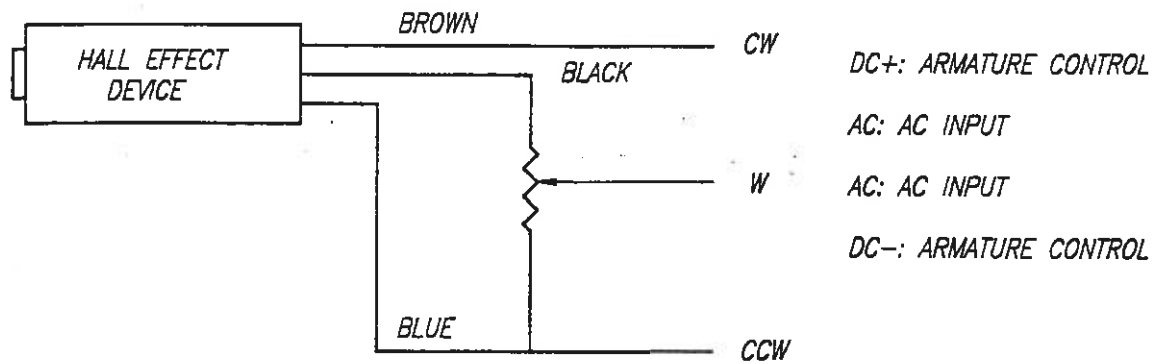 BROWN
CW
HALL EFFECT
DEVICE
BLACK
DC+: ARMATURE CONTROL
AC: AC INPUT
W
AC: AC INPUT
DC-: ARMATURE CONTROL
BLUE
CCW